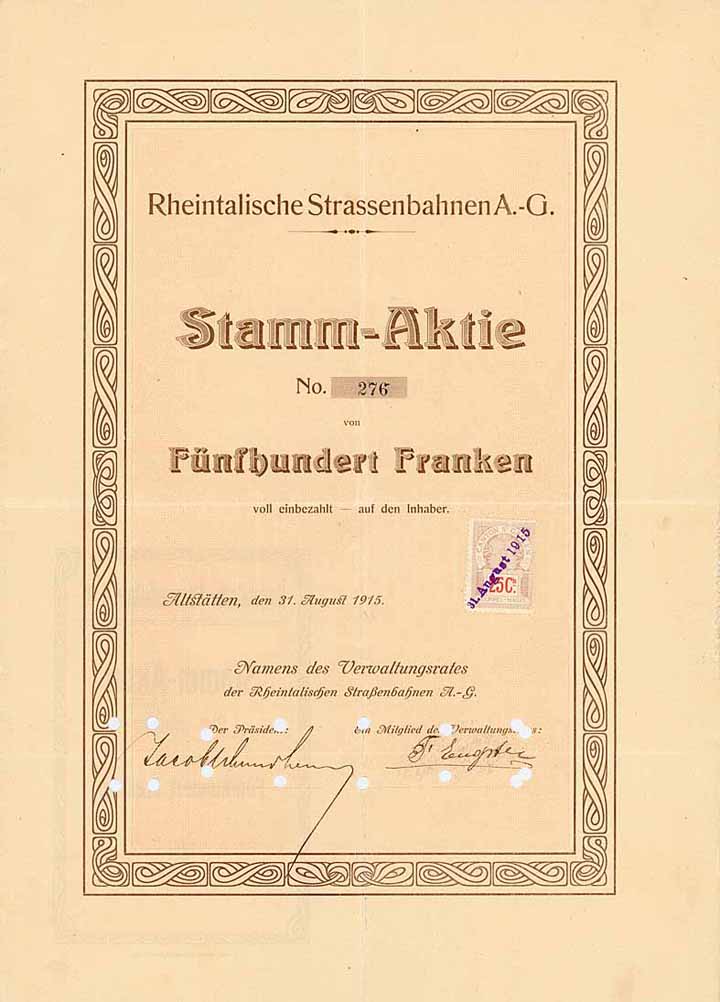 Rheintalische Strassenbahnen A.-G.
Stamm-Aktie
No. 276
von
Fünfhundert Franken
voll einbezahlt — auf den Inhaber.
31. August 1915
25 Cs
Altstätten, den 31. August 1915.
Namens des Verwaltungsrates
der Rheintalischen Straßenbahnen A.-G.
Der Präsident: Ein Mitglied des Verwaltungsrates: